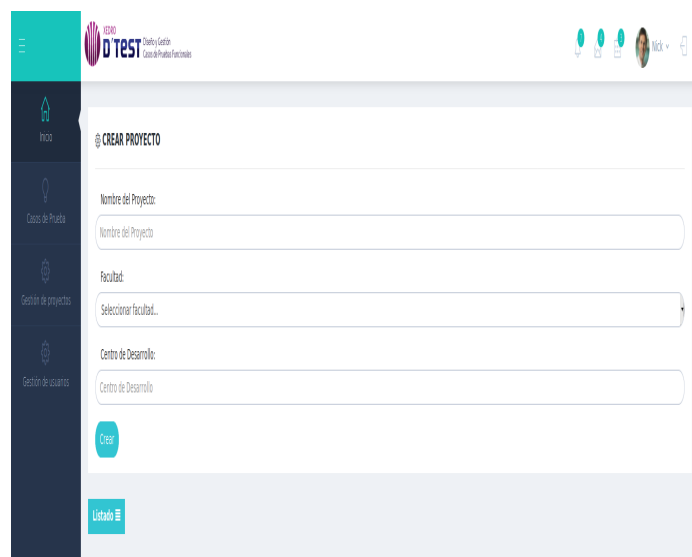 XEDRO
D´TEST
Diseño y Gestión
Casos de Pruebas Funcionales
Nick
Inicio
Casos de Prueba
Gestión de proyectos
Gestión de usuarios
CREAR PROYECTO
Nombre del Proyecto:
Nombre del Proyecto
Facultad:
Seleccionar facultad...
Centro de Desarrollo:
Centro de Desarrollo
Crear
Listado